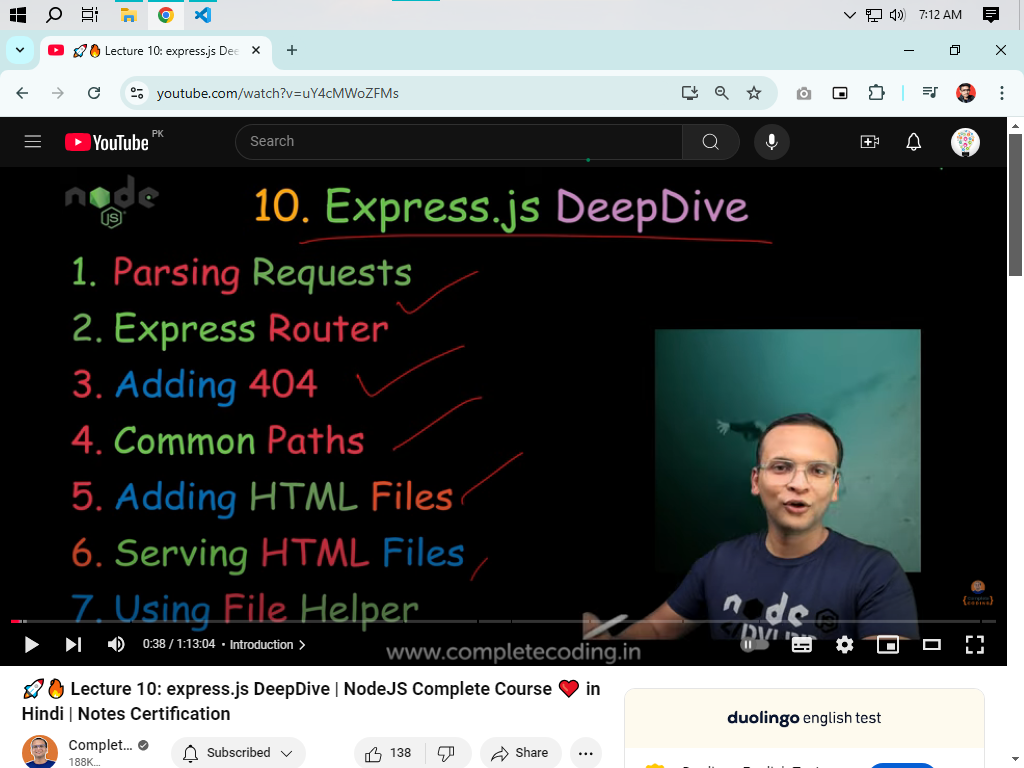 7:12 AM
🚀🔥 Lecture 10: express.js Dee
youtube.com/watch?v=uY4cMWoZFMs
YouTube PK
Search
node JS
10. Express.js DeepDive
1. Parsing Requests
2. Express Router
3. Adding 404
4. Common Paths
5. Adding HTML Files
6. Serving HTML Files
7. Using File Helper
node
0:38 / 1:13:04 • Introduction
www.completecoding.in
🚀🔥 Lecture 10: express.js DeepDive | NodeJS Complete Course ❤️ in
Hindi | Notes Certification
Complet...
188K...
Subscribed
138
Share
duolingo english test